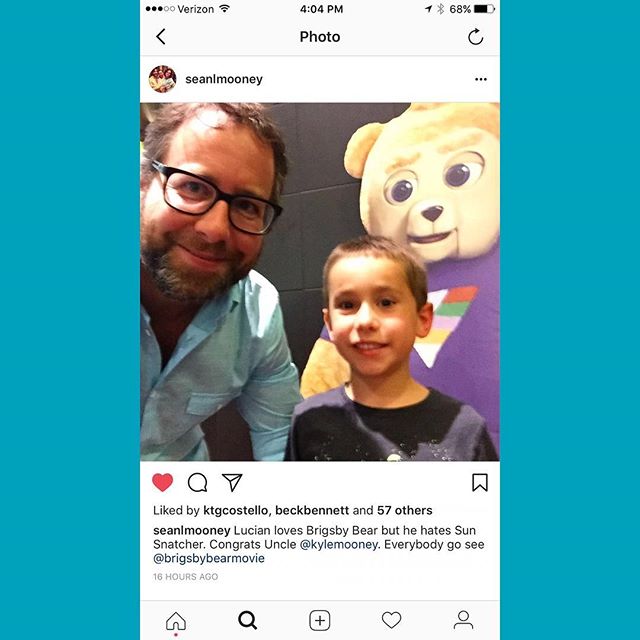 Verizon 4:04 PM 68%
Photo
seanlmooney
Liked by ktgcostello, beckbennett and 57 others
seanlmooney Lucian loves Brigsby Bear but he hates Sun
Snatcher. Congrats Uncle @kylemooney. Everybody go see
@brigsbybearmovie
16 HOURS AGO